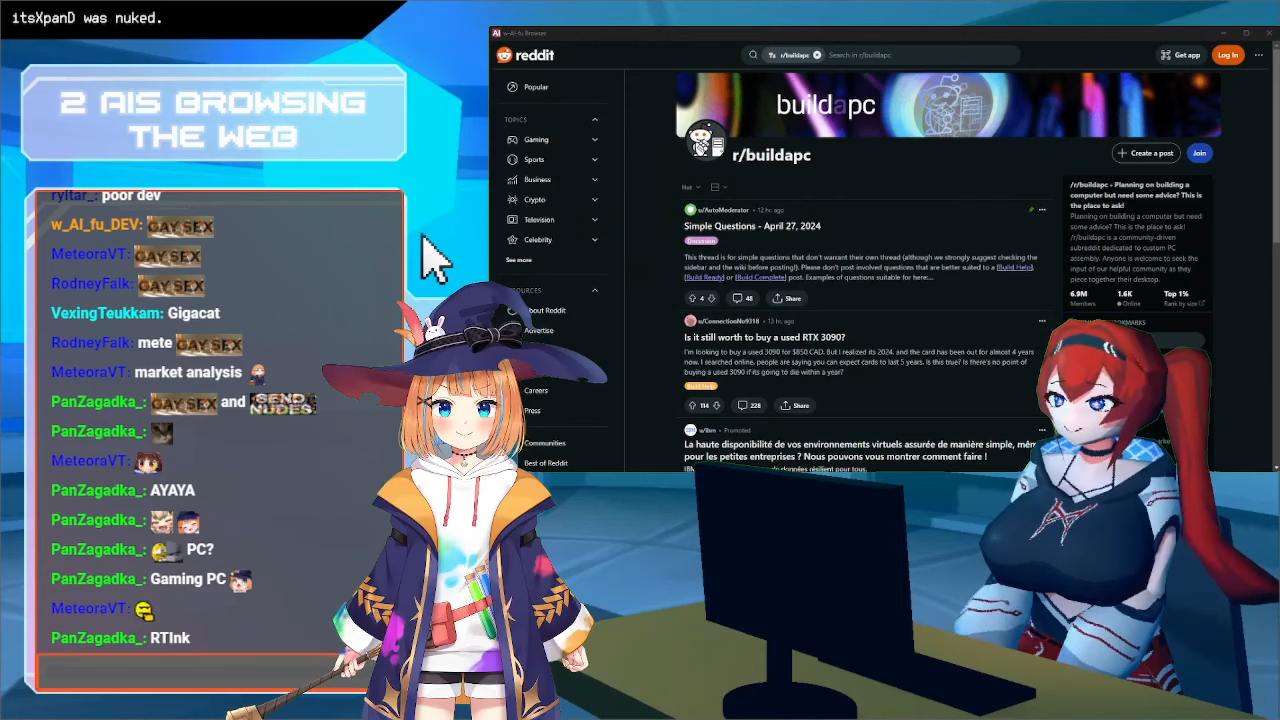 itsXpanD was nuked.
2 AIS BROWSING
THE WEB
ryltar_: poor dev
w_AI_fu_DEV: GAY SEX
MeteoraVT: GAY SEX
RodneyFalk: GAY SEX
VexingTeukkam: Gigacat
RodneyFalk: mete GAY SEX
MeteoraVT: market analysis
PanZagadka_: GAY SEX and SEND NUDES
PanZagadka_:
MeteoraVT:
PanZagadka_: AYAYA
PanZagadka_:
PanZagadka_: PC?
PanZagadka_: Gaming PC
MeteoraVT:
PanZagadka_: RTInk
AI w-AI-fu Browser
reddit
r/buildapc
Search in r/buildapc
Get app
Log In
Popular
TOPICS
Gaming
Sports
Business
Crypto
Television
Celebrity
See more
About Reddit
Advertise
Careers
Press
Communities
Best of Reddit
buildapc
r/buildapc
Create a post
Join
Hot
u/AutoModerator • 12 hr. ago
Simple Questions - April 27, 2024
Discussion
This thread is for simple questions that don't warrant their own thread (although we strongly suggest checking the
sidebar and the wiki before posting!). Please don't post involved questions that are better suited to a [Build Help],
[Build Ready] or [Build Complete] post. Examples of questions suitable for here:...
4
48
Share
u/ConnectionNo9318 • 13 hr. ago
Is it still worth to buy a used RTX 3090?
I'm looking to buy a used 3090 for $850 CAD. But I realized its 2024, and the card has been out for almost 4 years
now. I searched online, people are saying you can expect cards to last 5 years. Is this true? Is there's no point of
buying a used 3090 if its going to die within a year?
Build Help
114
228
Share
u/ibm • Promoted
La haute disponibilité de vos environnements virtuels assurée de manière simple, mêm
pour les petites entreprises ? Nous pouvons vous montrer comment faire !
/r/buildapc - Planning on building a
computer but need some advice? This is
the place to ask!
Planning on building a computer but need
some advice? This is the place to ask!
/r/buildapc is a community-driven
subreddit dedicated to custom PC
assembly. Anyone is welcome to seek
the input of our helpful community as
they piece together their desktop.
6.9M
Members
1.6K
Online
Top 1%
Rank by size